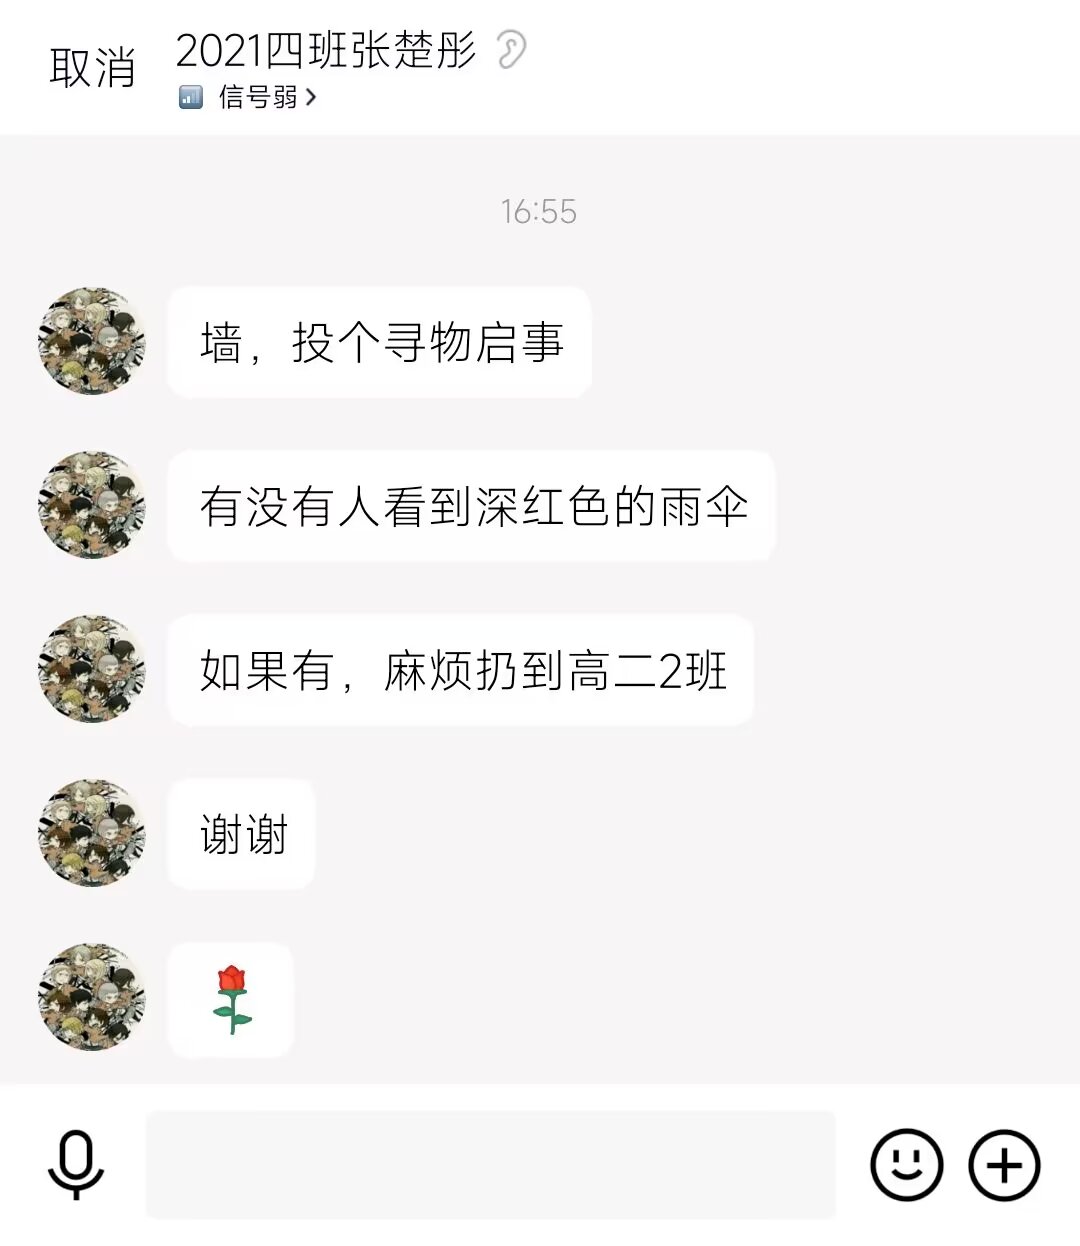 取消
2021四班张楚彤
信号弱
16:55
墙，投个寻物启事
有没有人看到深红色的雨伞
如果有，麻烦扔到高二2班
谢谢